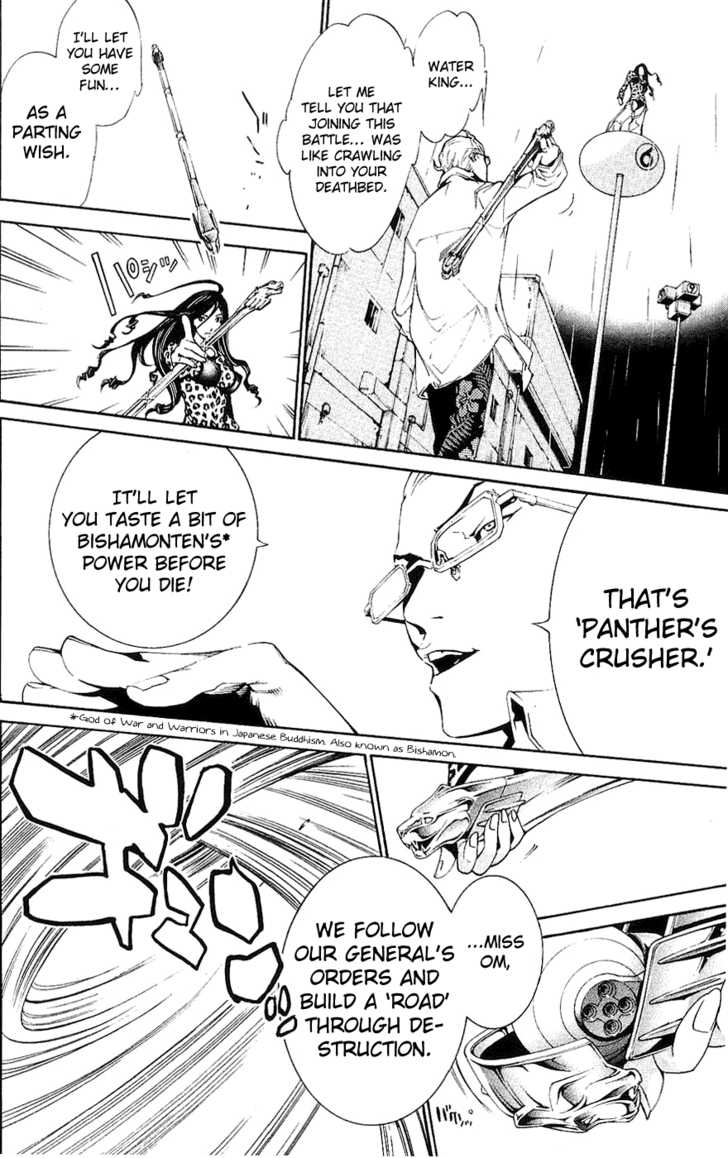 WATER
KING...
LET ME
TELL YOU THAT
JOINING THIS
BATTLE... WAS
LIKE CRAWLING
INTO YOUR
DEATHBED.
I'LL LET
YOU HAVE
SOME
FUN...
AS A
PARTING
WISH.
THAT'S
'PANTHER'S
CRUSHER.'
IT'LL LET
YOU TASTE A BIT OF
BISHAMONTEN'S*
POWER BEFORE
YOU DIE!
*God of War and Warriors in Japanese Buddhism. Also known as Bishamon.
...MISS
OM,
WE FOLLOW
OUR GENERAL'S
ORDERS AND
BUILD A 'ROAD'
THROUGH DE-
STRUCTION.